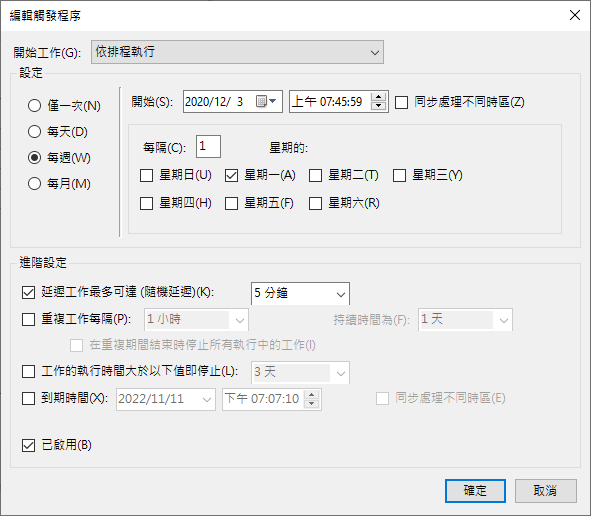 編輯觸發程序
開始工作(G): 依排程執行
設定
僅一次(N)
每天(D)
每週(W)
每月(M)
開始(S): 2020/12/ 3 上午 07:45:59 同步處理不同時區(Z)
每隔(C): 1 星期的:
星期日(U) 星期一(A) 星期二(T) 星期三(Y)
星期四(H) 星期五(F) 星期六(R)
進階設定
延遲工作最多可達 (隨機延遲)(K): 5 分鐘
重複工作每隔(P): 1 小時 持續時間為(F): 1 天
在重複期間結束時停止所有執行中的工作(I)
工作的執行時間大於以下值即停止(L): 3 天
到期時間(X): 2022/11/11 下午 07:07:10 同步處理不同時區(E)
已啟用(B)
確定 取消